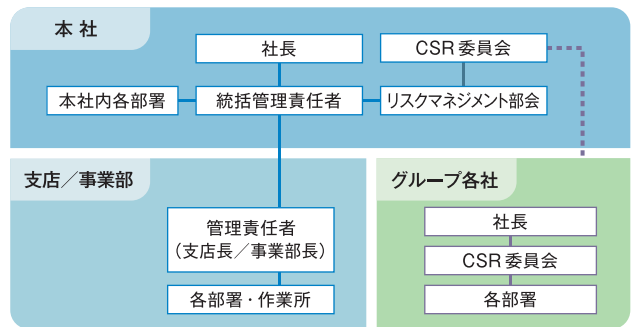 本社
社長
CSR委員会
本社内各部署
統括管理責任者
リスクマネジメント部会
支店／事業部
管理責任者
（支店長／事業部長）
各部署・作業所
グループ各社
社長
CSR委員会
各部署